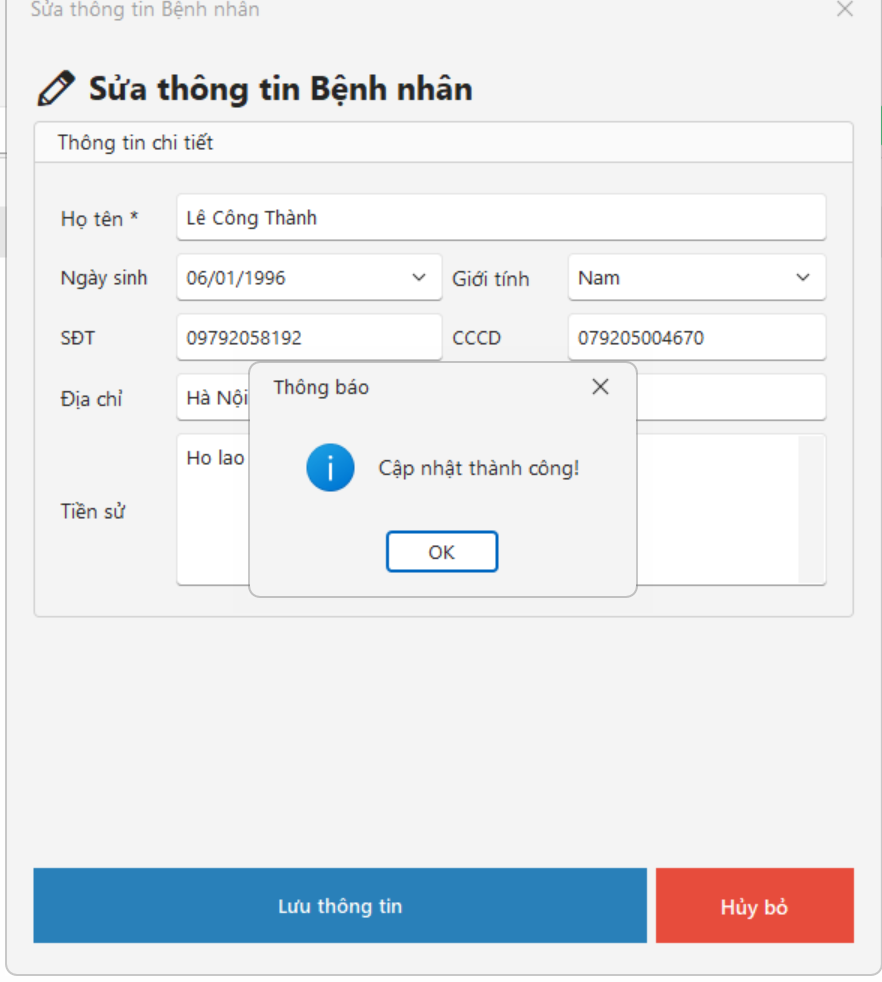 Sửa thông tin Bệnh nhân
Sửa thông tin Bệnh nhân
Thông tin chi tiết
Họ tên * Lê Công Thành
Ngày sinh 06/01/1996 Giới tính Nam
SĐT 09792058192 CCCD 079205004670
Địa chỉ Hà Nội
Thông báo
Tiền sử Ho lao
Cập nhật thành công!
OK
Lưu thông tin Hủy bỏ